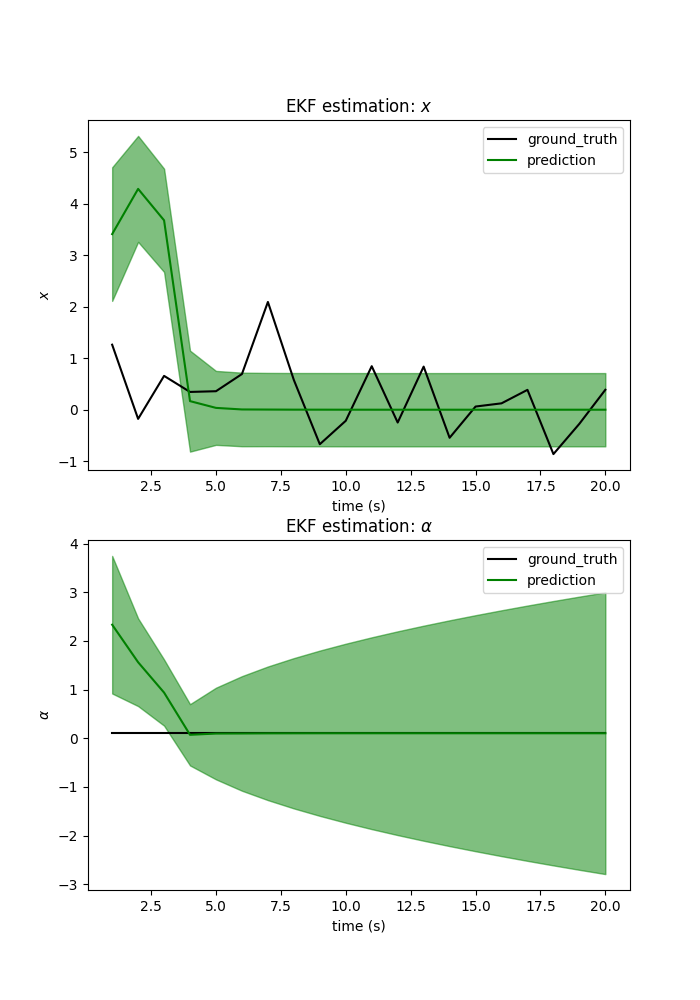 EKF estimation: x
ground_truth
prediction
5
4
3
2
1
0
−1
x
2.5 5.0 7.5 10.0 12.5 15.0 17.5 20.0
time (s)
EKF estimation: α
ground_truth
prediction
4
3
2
1
0
−1
−2
−3
α
2.5 5.0 7.5 10.0 12.5 15.0 17.5 20.0
time (s)